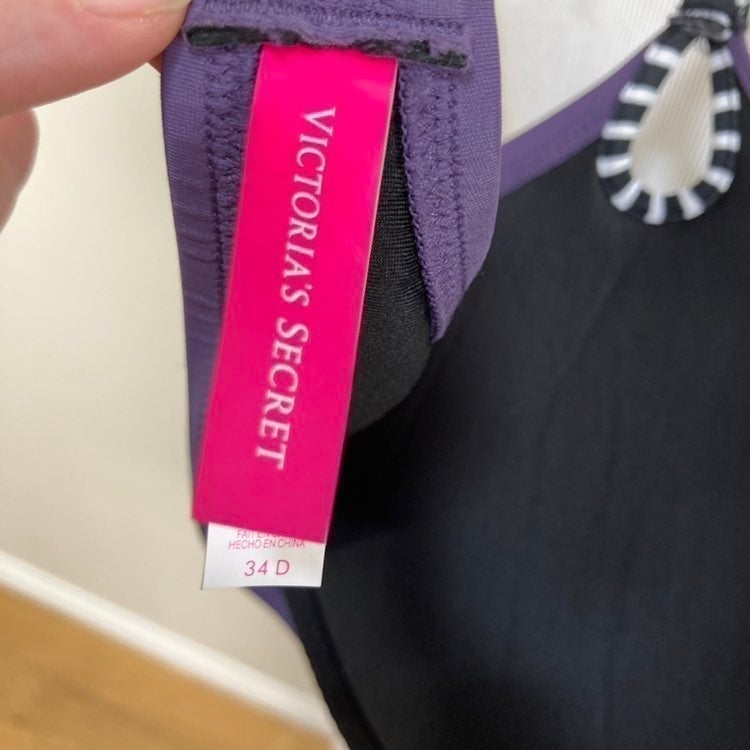 VICTORIA'S SECRET
HECHO EN CHINA
34 D